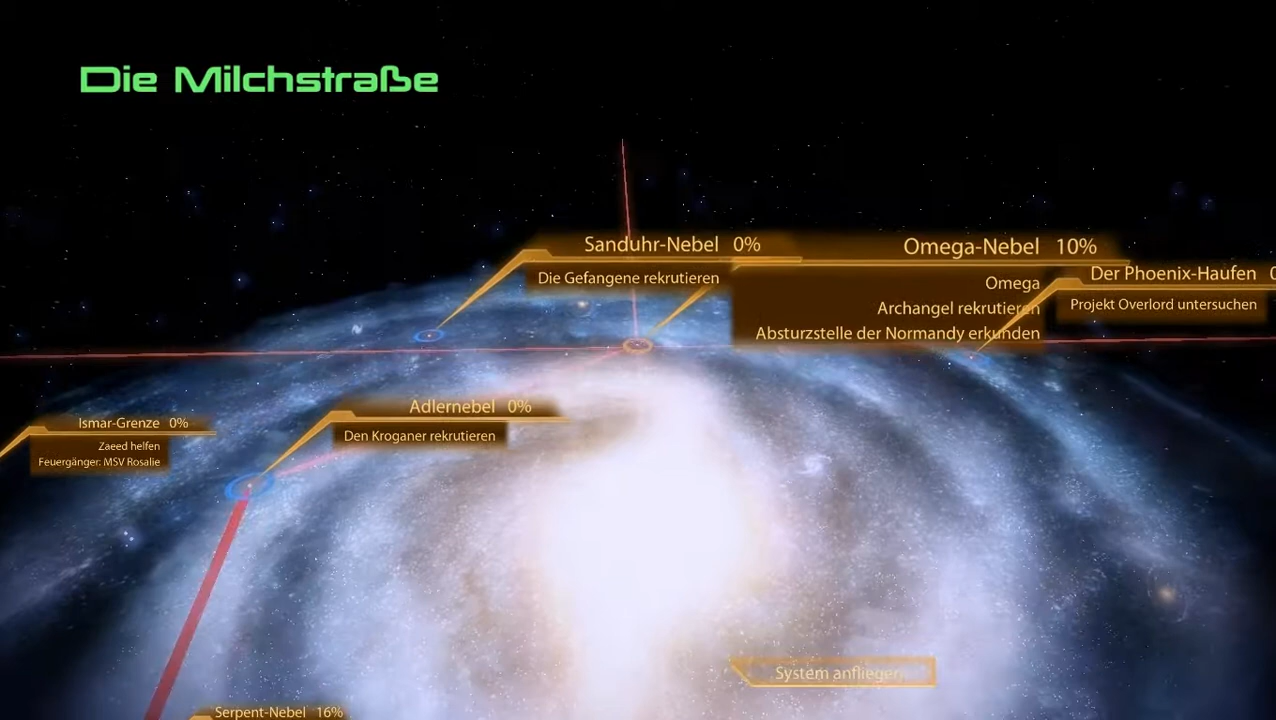 Die Milchstraße
Sanduhr-Nebel 0%
Die Gefangene rekrutieren
Omega-Nebel 10%
Omega
Archangel rekrutieren
Absturzstelle der Normandy erkunden
Der Phoenix-Haufen 0
Projekt Overlord untersuchen
Ismar-Grenze 0%
Zaeed helfen
Feuergänger: MSV Rosalie
Adlernebel 0%
Den Kroganer rekrutieren
System anfliegen
Serpent-Nebel 16%